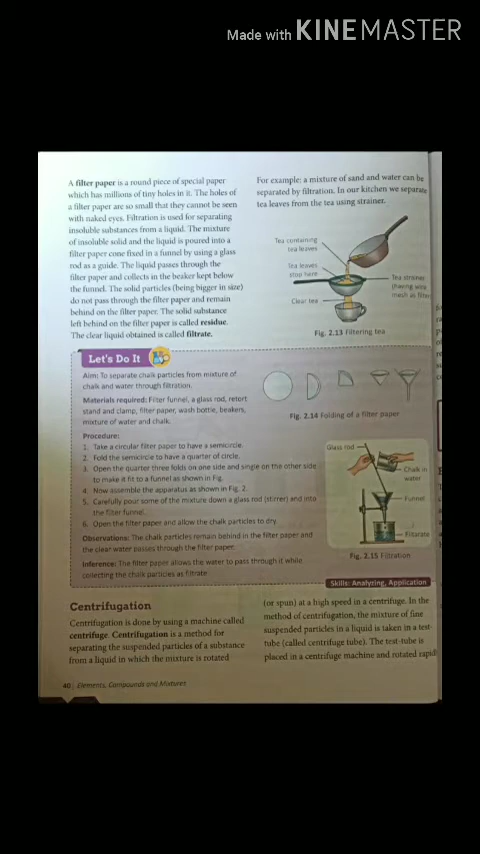 Made with KINEMASTER
A filter paper is a round piece of special paper
which has millions of tiny holes in it. The holes of
a filter paper are so small that they cannot be seen
with naked eyes. Filtration is used for separating
insoluble substances from a liquid. The mixture
of insoluble solid and the liquid is poured into a
filter paper cone fixed in a funnel by using a glass
rod as a guide. The liquid passes through the
filter paper and collects in the beaker kept below
the funnel. The solid particles (being bigger in size)
do not pass through the filter paper and remain
behind on the filter paper. The solid substance
left behind on the filter paper is called residue.
The clear liquid obtained is called filtrate.
For example: a mixture of sand and water can be
separated by filtration. In our kitchen we separate
tea leaves from the tea using strainer.
Tea containing
tea leaves
Tea leaves
stop here
Clear tea
Tea strainer
(having wire
mesh as filter
Fig. 2.13 Filtering tea
Let's Do It
Aim: To separate chalk particles from mixture of
chalk and water through filtration.
Materials required: Filter funnel, a glass rod, retort
stand and clamp, filter paper, wash bottle, beakers,
mixture of water and chalk.
Procedure:
1. Take a circular filter paper to have a semicircle.
2. Fold the semicircle to have a quarter of circle.
3. Open the quarter three folds on one side and single on the other side
to make it fit to a funnel as shown in Fig.
4. Now assemble the apparatus as shown in Fig. 2.
5. Carefully pour some of the mixture down a glass rod (stirrer) and into
the filter funnel.
6. Open the filter paper and allow the chalk particles to dry.
Observations: The chalk particles remain behind in the filter paper and
the clear water passes through the filter paper.
Inference: The filter paper allows the water to pass through it while
collecting the chalk particles as filtrate.
Fig. 2.14 Folding of a filter paper
Glass rod
Chalk in
water
Funnel
Filtarate
Fig. 2.15 Filtration
Skills: Analyzing, Application
Centrifugation
Centrifugation is done by using a machine called
centrifuge. Centrifugation is a method for
separating the suspended particles of a substance
from a liquid in which the mixture is rotated
(or spun) at a high speed in a centrifuge. In the
method of centrifugation, the mixture of fine
suspended particles in a liquid is taken in a test-
tube (called centrifuge tube). The test-tube is
placed in a centrifuge machine and rotated rapid
40 Elements, Compounds and Mixtures